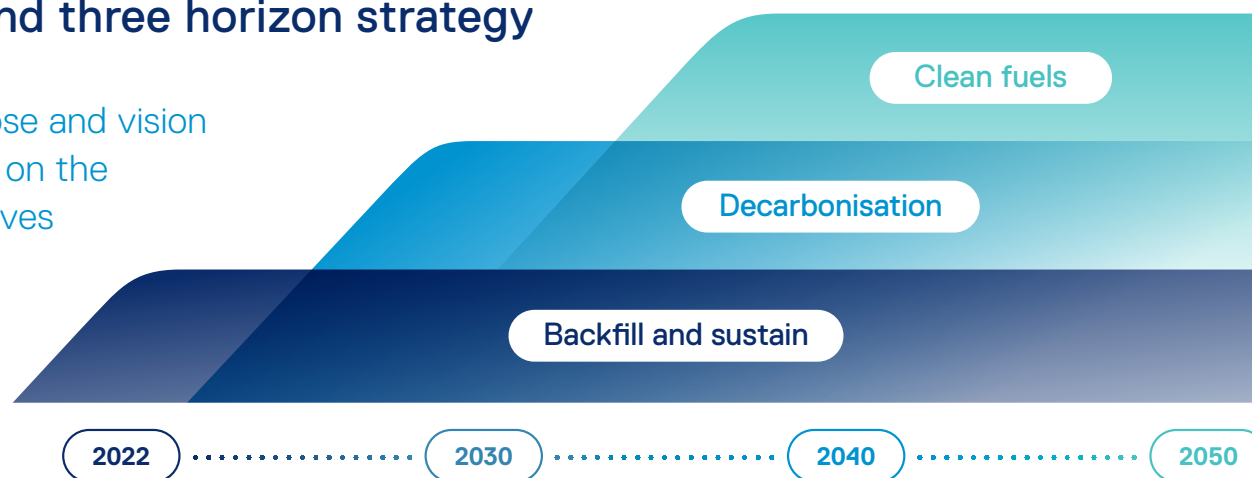 nd three horizon strategy
ose and vision
on the
ves
Clean fuels
Decarbonisation
Backfill and sustain
2022
2030
2040
2050